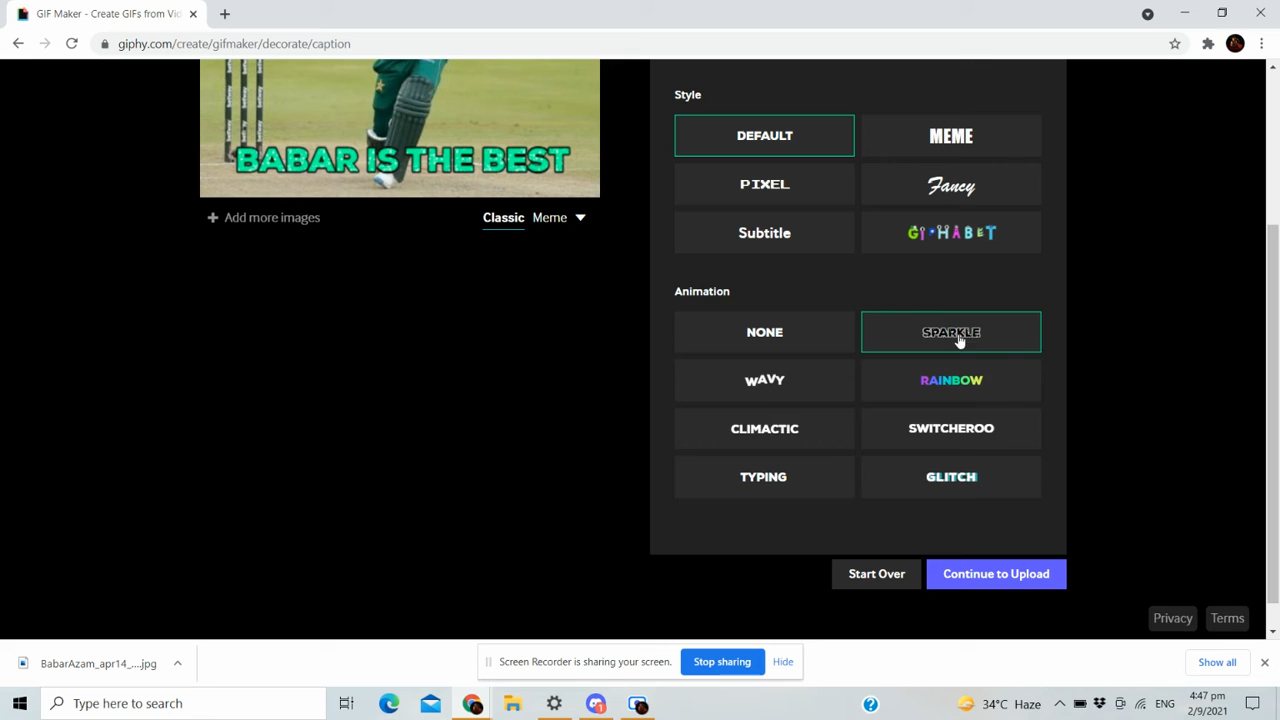 GIF Maker - Create GIFs from Vid
giphy.com/create/gifmaker/decorate/caption
betway
betway
BABAR IS THE BEST
+ Add more images
Classic Meme
Style
DEFAULT
MEME
PIXEL
Fancy
Subtitle
GIPHABET
Animation
NONE
SPARKLE
WAVY
RAINBOW
CLIMACTIC
SWITCHEROO
TYPING
GLITCH
Start Over
Continue to Upload
Privacy
Terms
BabarAzam_apr14_....jpg
Screen Recorder is sharing your screen.
Stop sharing
Hide
Show all
Type here to search
34°C Haze
ENG
4:47 pm
2/9/2021